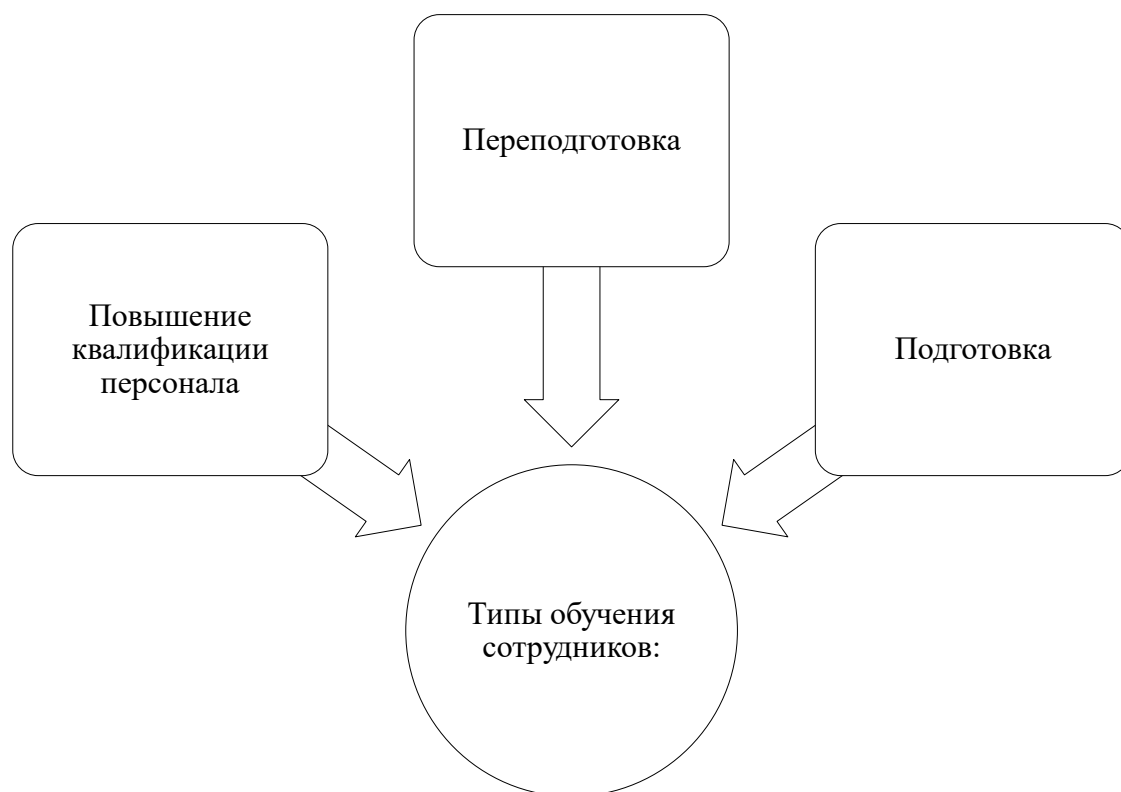 Переподготовка
Повышение
квалификации
персонала
Подготовка
Типы обучения
сотрудников: